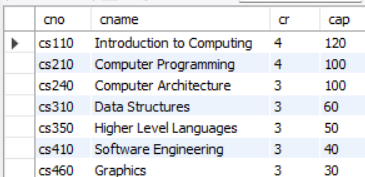 cno cname cr cap
cs110 Introduction to Computing 4 120
cs210 Computer Programming 4 100
cs240 Computer Architecture 3 100
cs310 Data Structures 3 60
cs350 Higher Level Languages 3 50
cs410 Software Engineering 3 40
cs460 Graphics 3 30